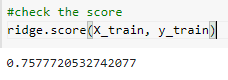 #check the score
ridge.score(X_train, y_train)
0.7577720532742077